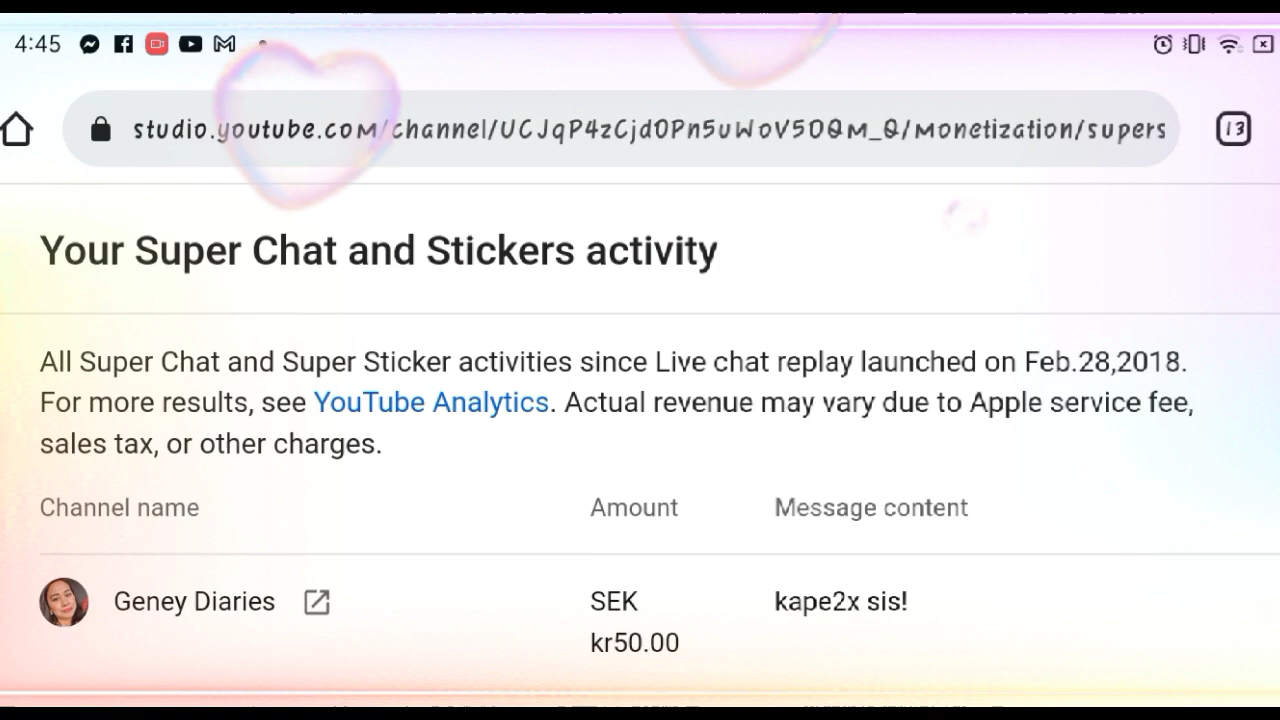 4:45
studio.youtube.com/channel/UCJqP4zCjdOPn5uWoV5OQm_Q/monetization/supers
13
Your Super Chat and Stickers activity
All Super Chat and Super Sticker activities since Live chat replay launched on Feb.28,2018.
For more results, see YouTube Analytics. Actual revenue may vary due to Apple service fee,
sales tax, or other charges.
Channel name Amount Message content
Geney Diaries SEK kape2x sis!
kr50.00